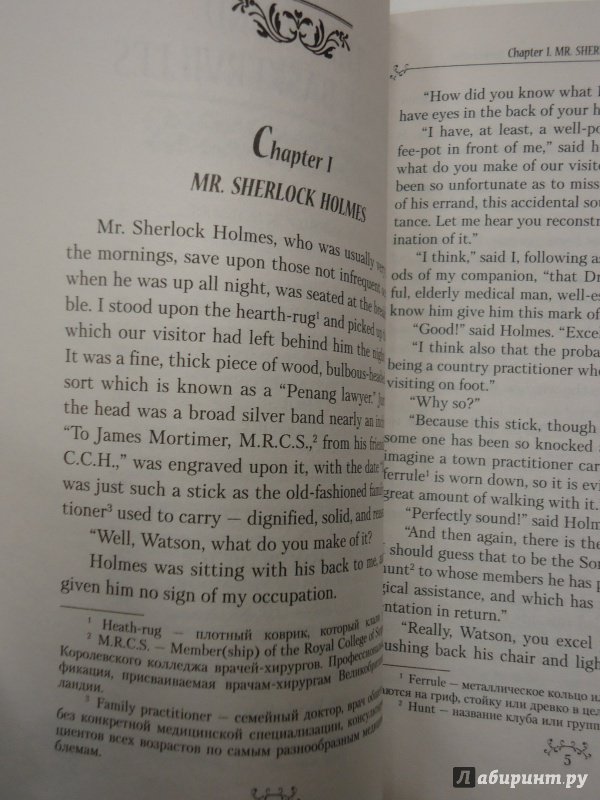 Chapter I
MR. SHERLOCK HOLMES
Mr. Sherlock Holmes, who was usually very
the mornings, save upon those not infrequent
when he was up all night, was seated at the
ble. I stood upon the hearth-rug¹ and picked up
which our visitor had left behind him the night
It was a fine, thick piece of wood, bulbous-headed
sort which is known as a “Penang lawyer.” Just
the head was a broad silver band nearly an inch
“To James Mortimer, M.R.C.S.,² from his friends
C.C.H.,” was engraved upon it, with the date
was just such a stick as the old-fashioned family
tioner³ used to carry — dignified, solid, and
“Well, Watson, what do you make of it?
Holmes was sitting with his back to me,
given him no sign of my occupation.
¹ Heath-rug — плотный коврик, который клали
² M.R.C.S. — Member(ship) of the Royal College of
Королевского колледжа врачей-хирургов.
фикация, присваиваемая врачам-хирургам
ландии.
³ Family practitioner — семейный доктор, врач
без конкретной медицинской специализации,
циентов всех возрастов по самым разнообразным
блемам.
Chapter I. MR. SHER
“How did you know what I
have eyes in the back of your h
“I have, at least, a well-po
fee-pot in front of me,” said h
what do you make of our visito
been so unfortunate as to miss
of his errand, this accidental sou
tance. Let me hear you reconstr
ination of it.”
“I think,” said I, following as
ods of my companion, “that Dr
ful, elderly medical man, well-es
know him give him this mark of
“Good!” said Holmes. “Excel
“I think also that the proba
being a country practitioner who
visiting on foot.”
“Why so?”
“Because this stick, though
some one has been so knocked
imagine a town practitioner car
ferrule¹ is worn down, so it is evi
great amount of walking with it.
“Perfectly sound!” said Holm
“And then again, there is the
should guess that to be the Som
hunt² to whose members he has p
gical assistance, and which has
entation in return.”
“Really, Watson, you excel
ushing back his chair and ligh
¹ Ferrule — металлическое кольцо и
аются на гриф, стойку или древко в цел
² Hunt — название клуба или групп
5
Лабиринт.ру